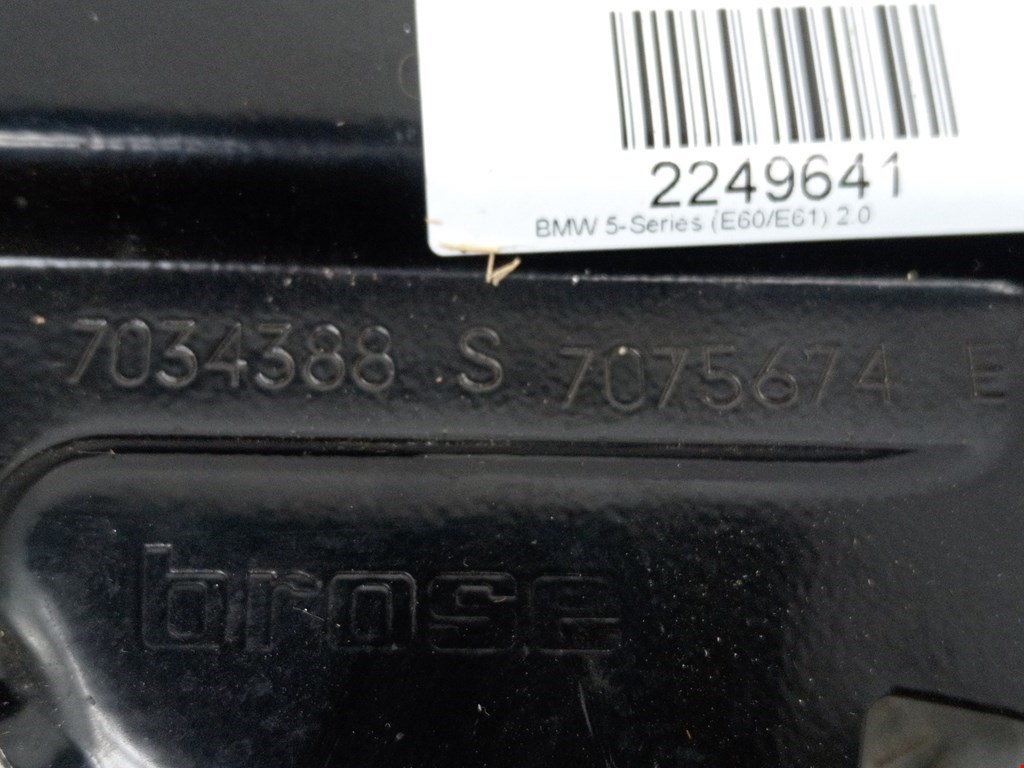 2249641
BMW 5-Series (E60/E61) 2.0
7034388 S 7075674 E
brose